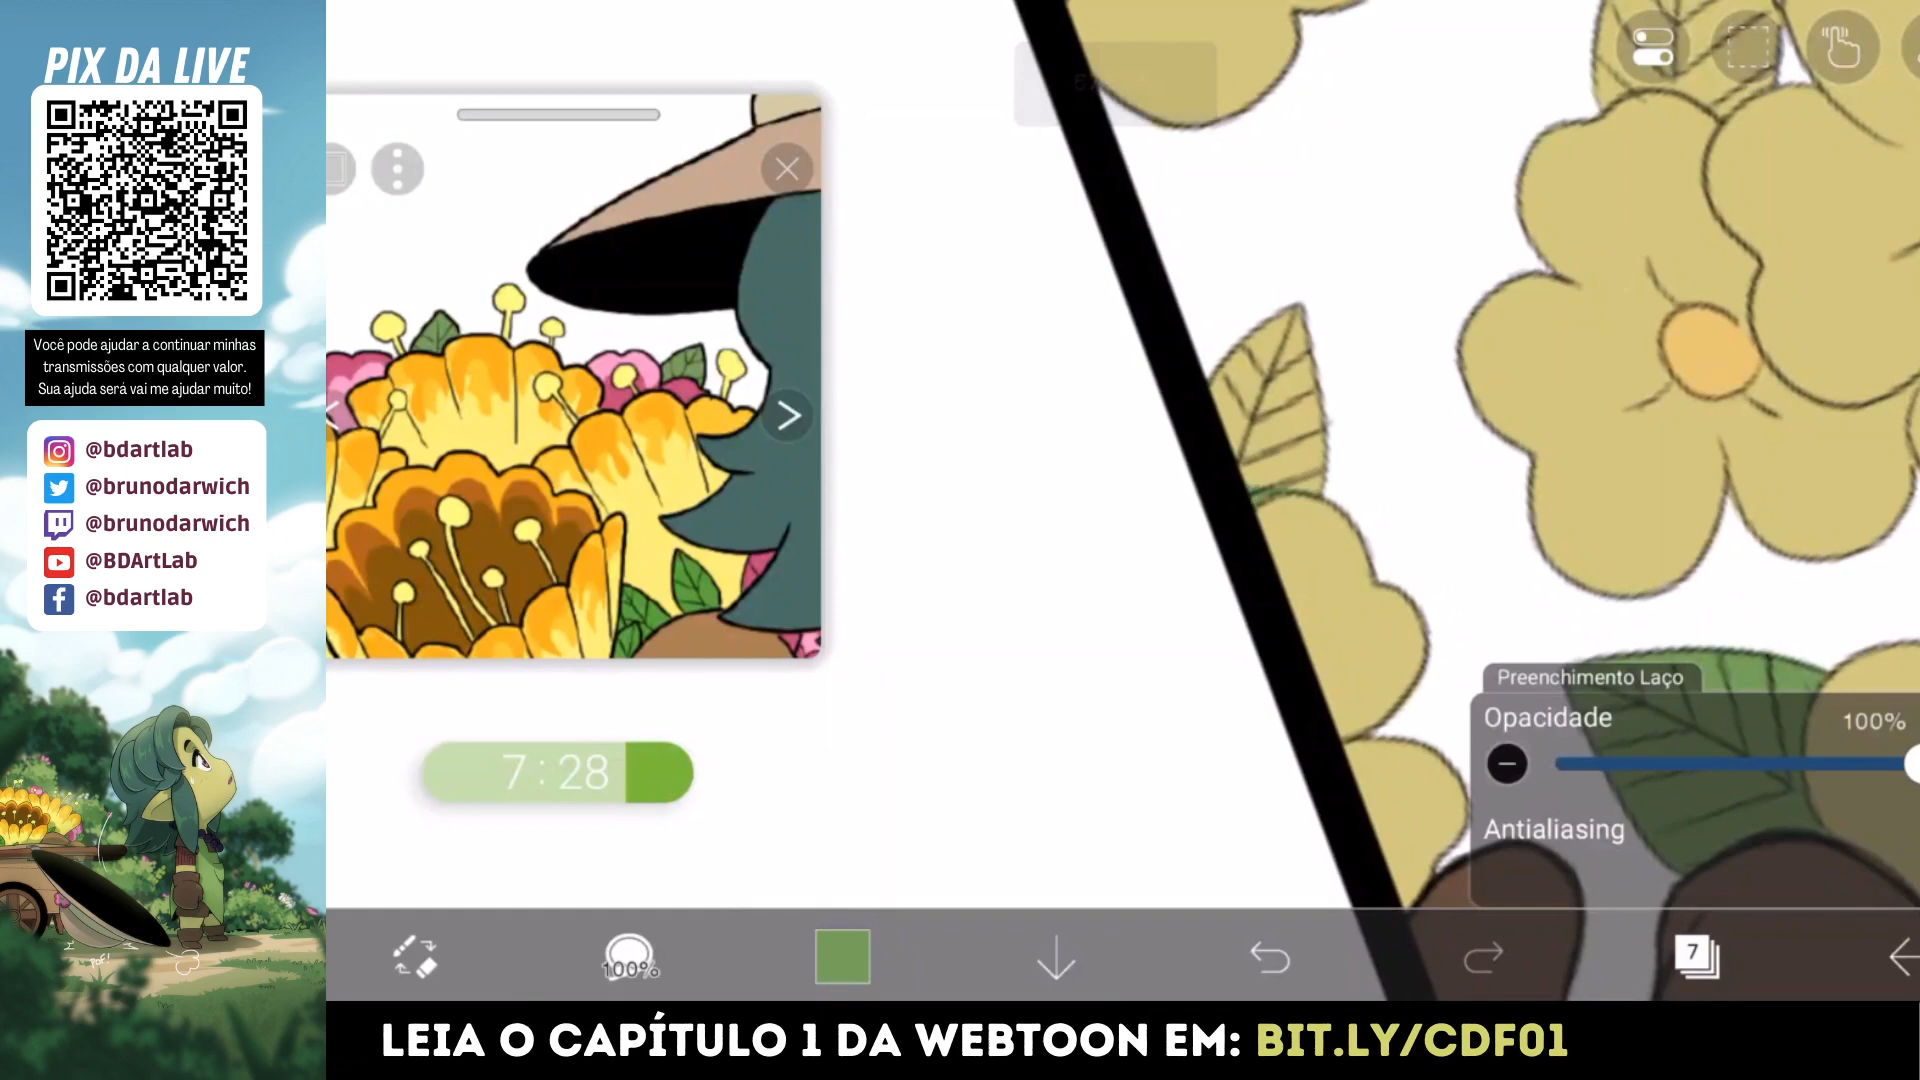 PIX DA LIVE
Você pode ajudar a continuar minhas
transmissões com qualquer valor.
Sua ajuda será vai me ajudar muito!
@bdartlab
@brunodarwich
@brunodarwich
@BDArtLab
@bdartlab
POF!
7:28
Preenchimento Laço
Opacidade
100%
Antialiasing
100%
7
LEIA O CAPÍTULO 1 DA WEBTOON EM: BIT.LY/CDF01